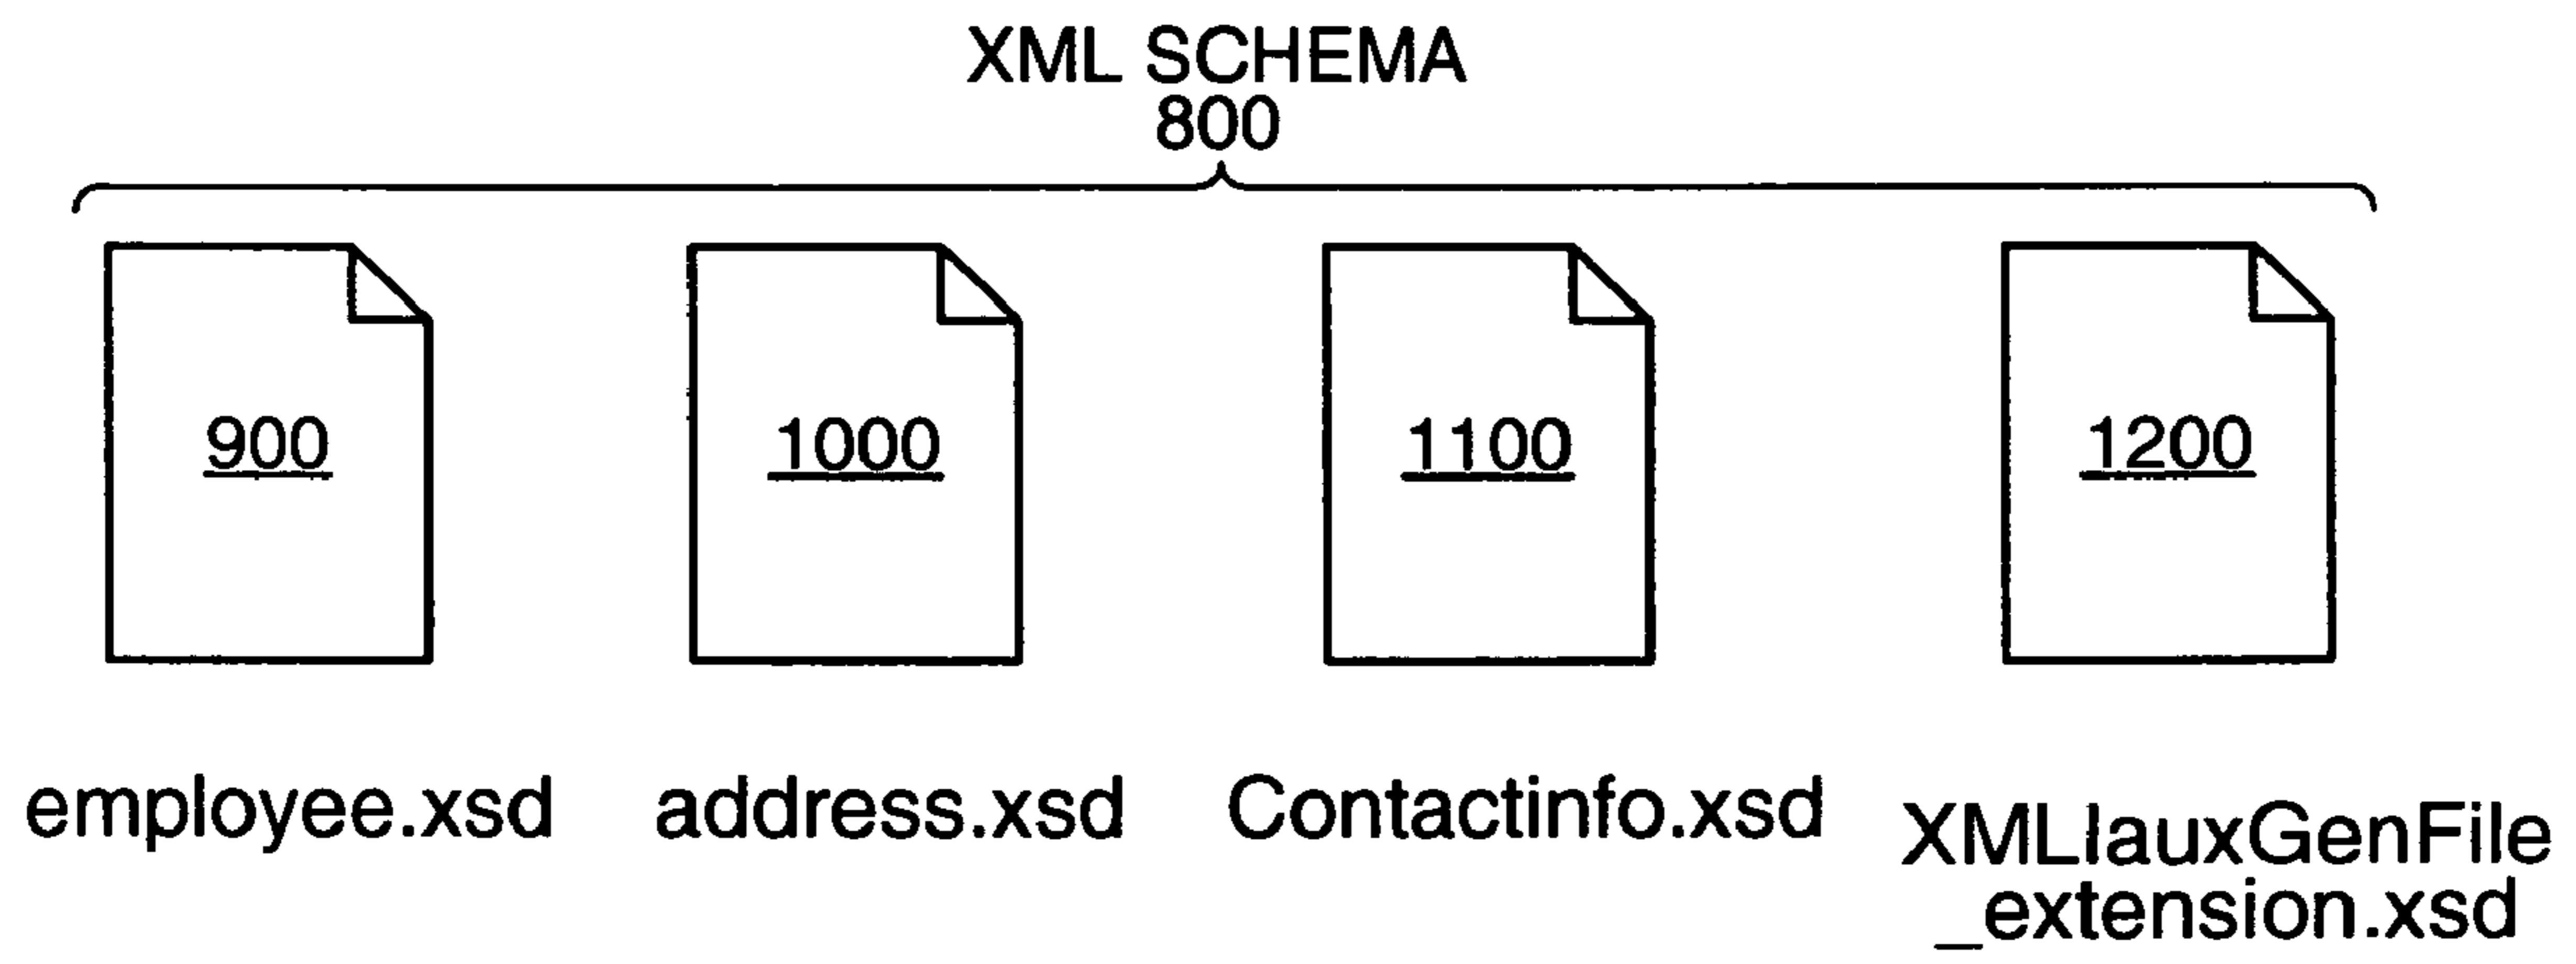 XML SCHEMA
800
900
1000
1100
1200
employee.xsd
address.xsd
Contactinfo.xsd
XMLIauxGenFile
_extension.xsd